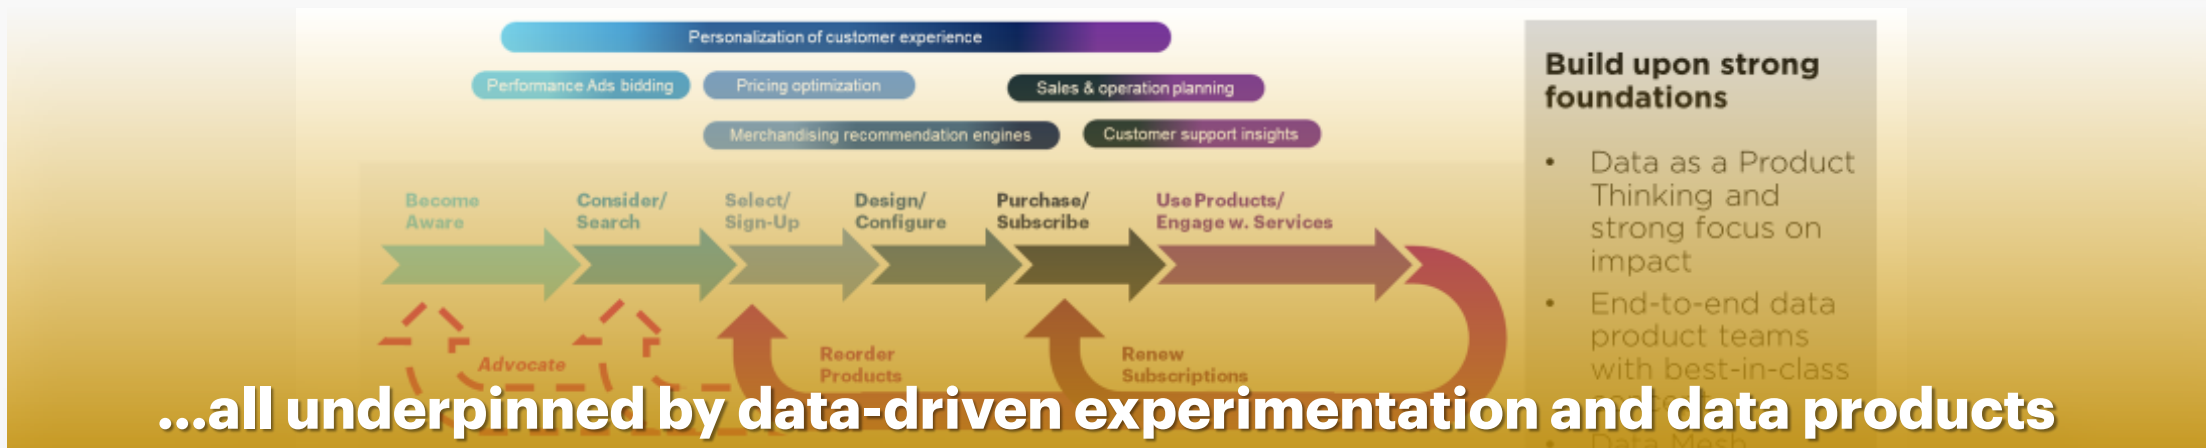 Personalization of customer experience
Performance Ads bidding
Pricing optimization
Sales & operation planning
Merchandising recommendation engines
Customer support insights
Become
Aware
Consider/
Search
Select/
Sign-Up
Design/
Configure
Purchase/
Subscribe
Use Products/
Engage w. Services
Advocate
Reorder
Products
Renew
Subscriptions
Build upon strong
foundations
• Data as a Product
Thinking and
strong focus on
impact
• End-to-end data
product teams
with best-in-class
• Data Mesh
...all underpinned by data-driven experimentation and data products